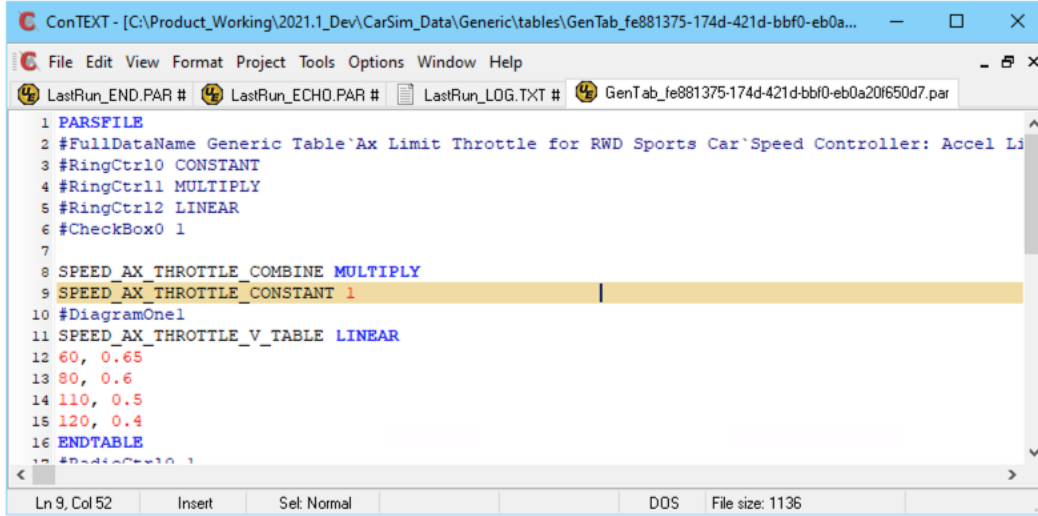 ConTEXT - [C:\Product_Working\2021.1_Dev\CarSim_Data\Generic\tables\GenTab_fe881375-174d-421d-bbf0-eb0a...
File Edit View Format Project Tools Options Window Help
LastRun_END.PAR # LastRun_ECHO.PAR # LastRun_LOG.TXT # GenTab_fe881375-174d-421d-bbf0-eb0a20f650d7.par
1 PARSFILE
2 #FullDataName Generic Table`Ax Limit Throttle for RWD Sports Car`Speed Controller: Accel Li
3 #RingCtrl0 CONSTANT
4 #RingCtrl1 MULTIPLY
5 #RingCtrl2 LINEAR
6 #CheckBox0 1
7
8 SPEED_AX_THROTTLE_COMBINE MULTIPLY
9 SPEED_AX_THROTTLE_CONSTANT 1
10 #DiagramOne1
11 SPEED_AX_THROTTLE_V_TABLE LINEAR
12 60, 0.65
13 80, 0.6
14 110, 0.5
15 120, 0.4
16 ENDTABLE
17 #RadioCtrl0 1
Ln 9, Col 52 Insert Sel: Normal DOS File size: 1136